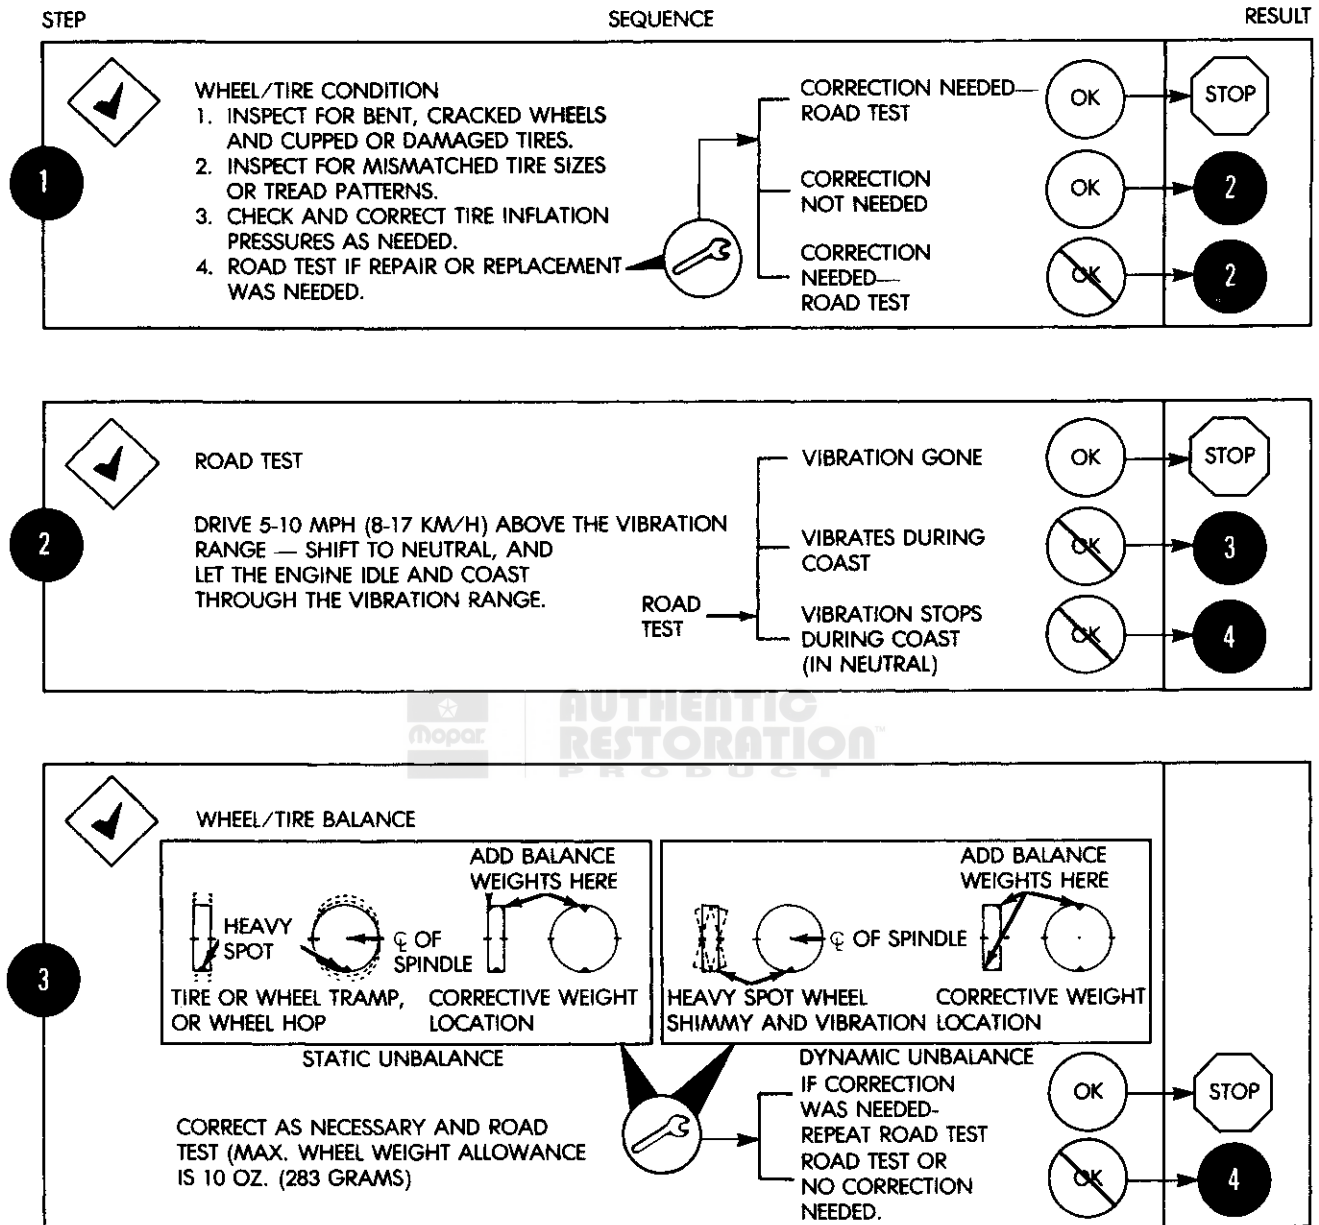 STEP SEQUENCE RESULT
1
WHEEL/TIRE CONDITION
1. INSPECT FOR BENT, CRACKED WHEELS
AND CUPPED OR DAMAGED TIRES.
2. INSPECT FOR MISMATCHED TIRE SIZES
OR TREAD PATTERNS.
3. CHECK AND CORRECT TIRE INFLATION
PRESSURES AS NEEDED.
4. ROAD TEST IF REPAIR OR REPLACEMENT
WAS NEEDED.
CORRECTION NEEDED—
ROAD TEST
OK
STOP
CORRECTION
NOT NEEDED
OK
2
CORRECTION
NEEDED—
ROAD TEST
OK
2
2
ROAD TEST
DRIVE 5-10 MPH (8-17 KM/H) ABOVE THE VIBRATION
RANGE — SHIFT TO NEUTRAL, AND
LET THE ENGINE IDLE AND COAST
THROUGH THE VIBRATION RANGE.
ROAD
TEST
VIBRATION GONE
OK
STOP
VIBRATES DURING
COAST
OK
3
VIBRATION STOPS
DURING COAST
(IN NEUTRAL)
OK
4
Mopar.
AUTHENTIC
RESTORATION™
PRODUCT
3
WHEEL/TIRE BALANCE
ADD BALANCE
WEIGHTS HERE
HEAVY
SPOT
℄ OF
SPINDLE
TIRE OR WHEEL TRAMP,
OR WHEEL HOP
CORRECTIVE WEIGHT
LOCATION
STATIC UNBALANCE
ADD BALANCE
WEIGHTS HERE
℄ OF SPINDLE
HEAVY SPOT WHEEL
SHIMMY AND VIBRATION
CORRECTIVE WEIGHT
LOCATION
DYNAMIC UNBALANCE
CORRECT AS NECESSARY AND ROAD
TEST (MAX. WHEEL WEIGHT ALLOWANCE
IS 10 OZ. (283 GRAMS)
IF CORRECTION
WAS NEEDED-
REPEAT ROAD TEST
OK
STOP
ROAD TEST OR
NO CORRECTION
NEEDED.
OK
4